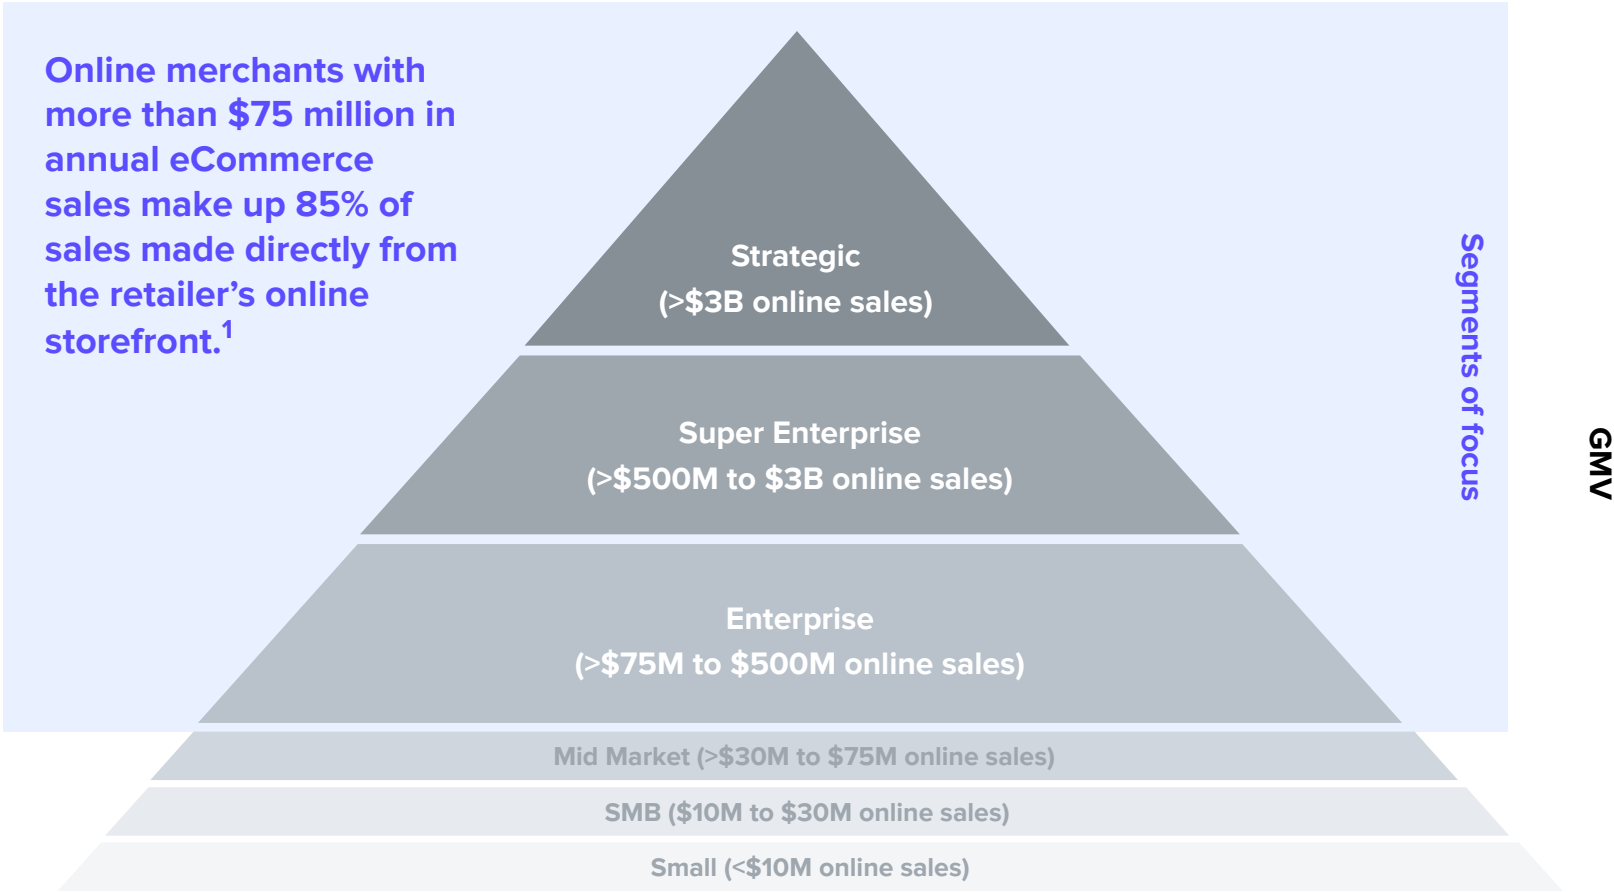 Online merchants with
more than $75 million in
annual eCommerce
sales make up 85% of
sales made directly from
the retailer’s online
storefront.1
Strategic
(>$3B online sales)
Super Enterprise
(>$500M to $3B online sales)
Enterprise
(>$75M to $500M online sales)
Mid Market (>$30M to $75M online sales)
SMB ($10M to $30M online sales)
Small (<$10M online sales)
Segments of focus
GMV